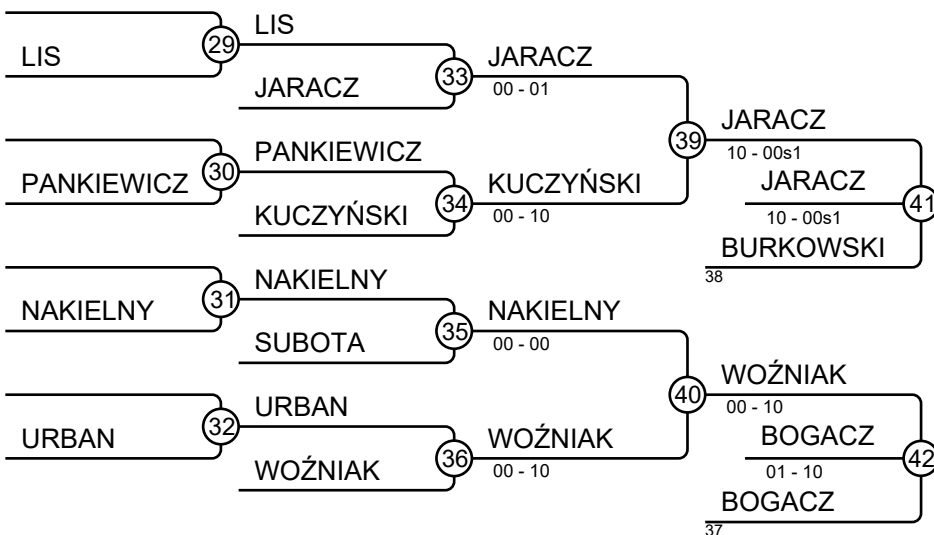 LIS
29
LIS
JARACZ
33
JARACZ
00 - 01
PANKIEWICZ
30
PANKIEWICZ
KUCZYŃSKI
34
KUCZYŃSKI
00 - 10
39
JARACZ
10 - 00s1
JARACZ
10 - 00s1
41
BURKOWSKI
38
NAKIELNY
31
NAKIELNY
SUBOTA
35
NAKIELNY
00 - 00
URBAN
32
URBAN
WOŹNIAK
36
WOŹNIAK
00 - 10
40
WOŹNIAK
00 - 10
BOGACZ
01 - 10
42
BOGACZ
37